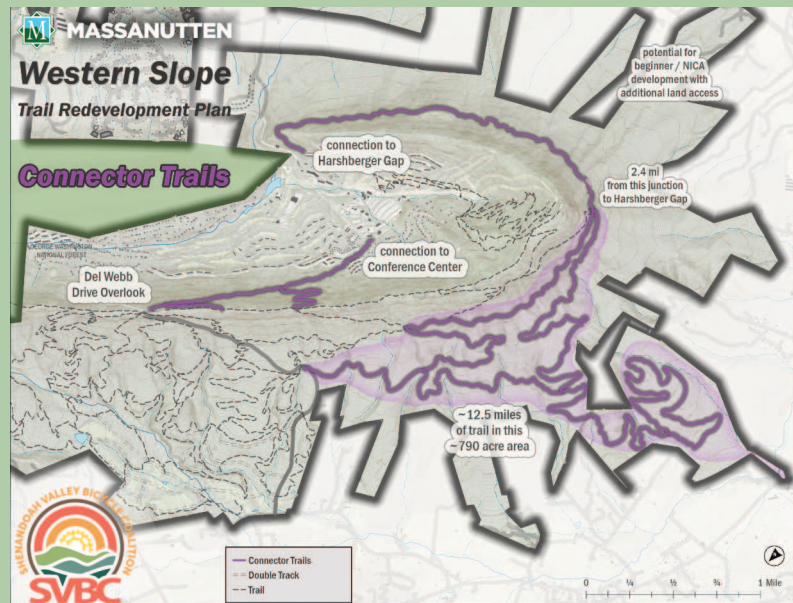 M MASSANUTTEN
Western Slope
Trail Redevelopment Plan
Connector Trails
potential for
beginner / NICA
development with
additional land access
connection to
Harshberger Gap
2.4 mi
from this junction
to Harshberger Gap
GEORGE WASHINGTON
NATIONAL FOREST
connection to
Conference Center
Del Webb
Drive Overlook
~12.5 miles
of trail in this
~790 acre area
SHENANDOAH VALLEY BICYCLE COALITION
SVBC
Connector Trails
Double Track
Trail
0 ¼ ½ ¾ 1 Mile